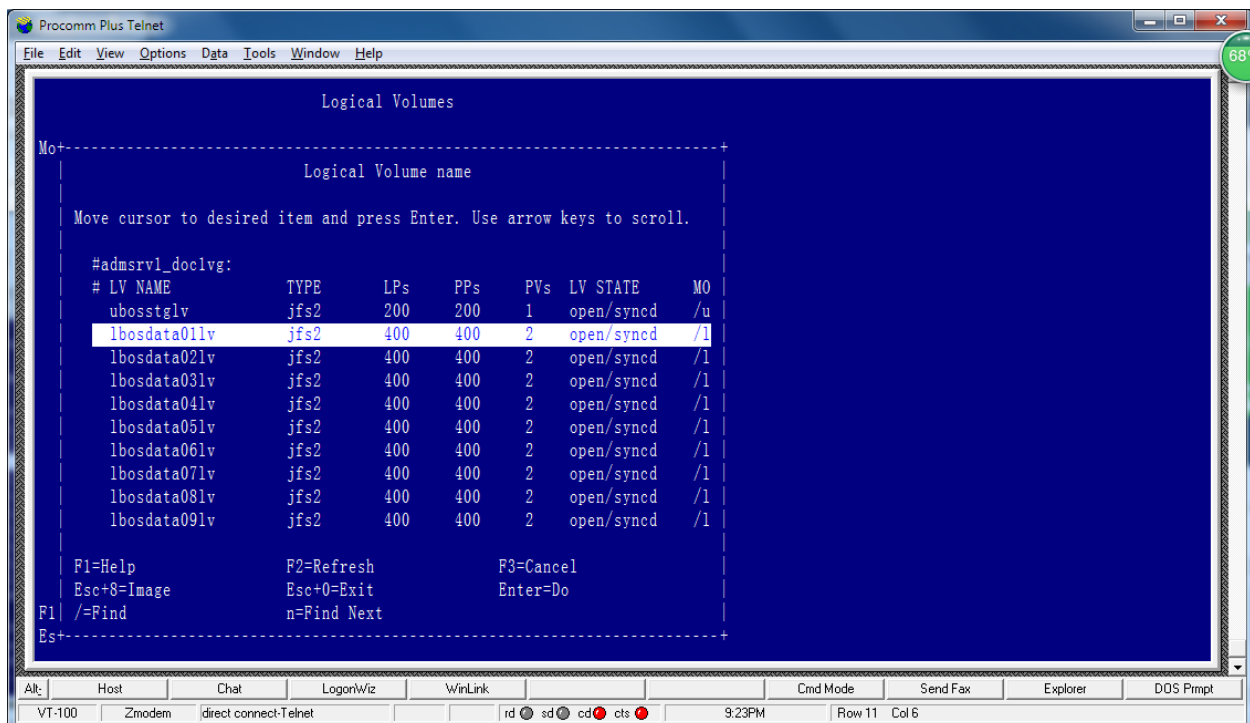 Procomm Plus Telnet
File Edit View Options Data Tools Window Help
68
Logical Volumes
Mo+--------------------------------------------------------------------------+
Logical Volume name
Move cursor to desired item and press Enter. Use arrow keys to scroll.
#admsrv1_doclvg:
# LV NAME TYPE LPs PPs PVs LV STATE MO
ubosstglv jfs2 200 200 1 open/syncd /u
lbosdata01lv jfs2 400 400 2 open/syncd /l
lbosdata02lv jfs2 400 400 2 open/syncd /l
lbosdata03lv jfs2 400 400 2 open/syncd /l
lbosdata04lv jfs2 400 400 2 open/syncd /l
lbosdata05lv jfs2 400 400 2 open/syncd /l
lbosdata06lv jfs2 400 400 2 open/syncd /l
lbosdata07lv jfs2 400 400 2 open/syncd /l
lbosdata08lv jfs2 400 400 2 open/syncd /l
lbosdata09lv jfs2 400 400 2 open/syncd /l
F1=Help F2=Refresh F3=Cancel
Esc+8=Image Esc+0=Exit Enter=Do
F1| /=Find n=Find Next
Es+--------------------------------------------------------------------------+
Alt- Host Chat LogonWiz WinLink Cmd Mode Send Fax Explorer DOS Prmpt
VT-100 Zmodem direct connect-Telnet rd sd cd cts 9:23PM Row 11 Col 6